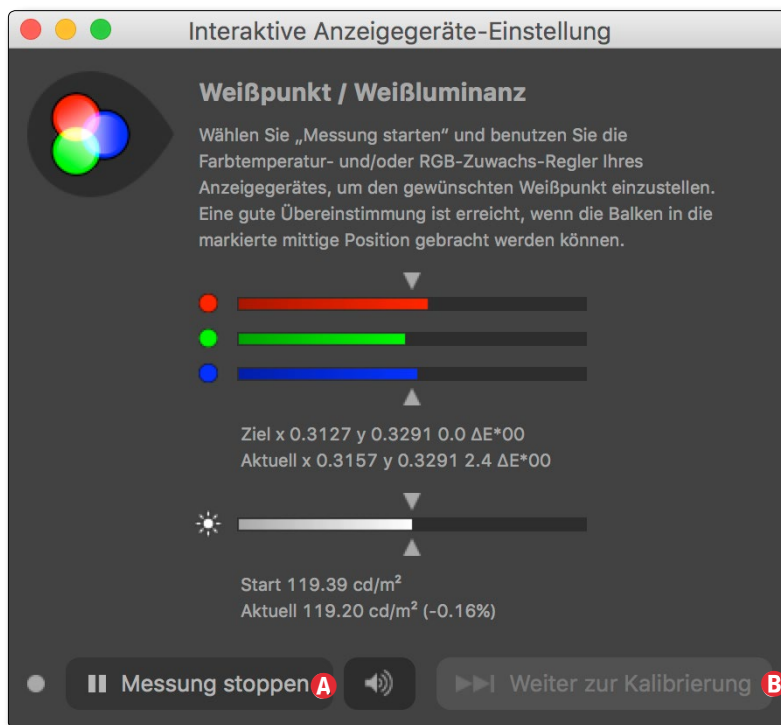 Interaktive Anzeigegeräte-Einstellung
Weißpunkt / Weißluminanz
Wählen Sie „Messung starten“ und benutzen Sie die
Farbtemperatur- und/oder RGB-Zuwachs-Regler Ihres
Anzeigegerätes, um den gewünschten Weißpunkt einzustellen.
Eine gute Übereinstimmung ist erreicht, wenn die Balken in die
markierte mittige Position gebracht werden können.
Ziel x 0.3127 y 0.3291 0.0 ΔE*00
Aktuell x 0.3157 y 0.3291 2.4 ΔE*00
Start 119.39 cd/m²
Aktuell 119.20 cd/m² (-0.16%)
Messung stoppen A Weiter zur Kalibrierung B